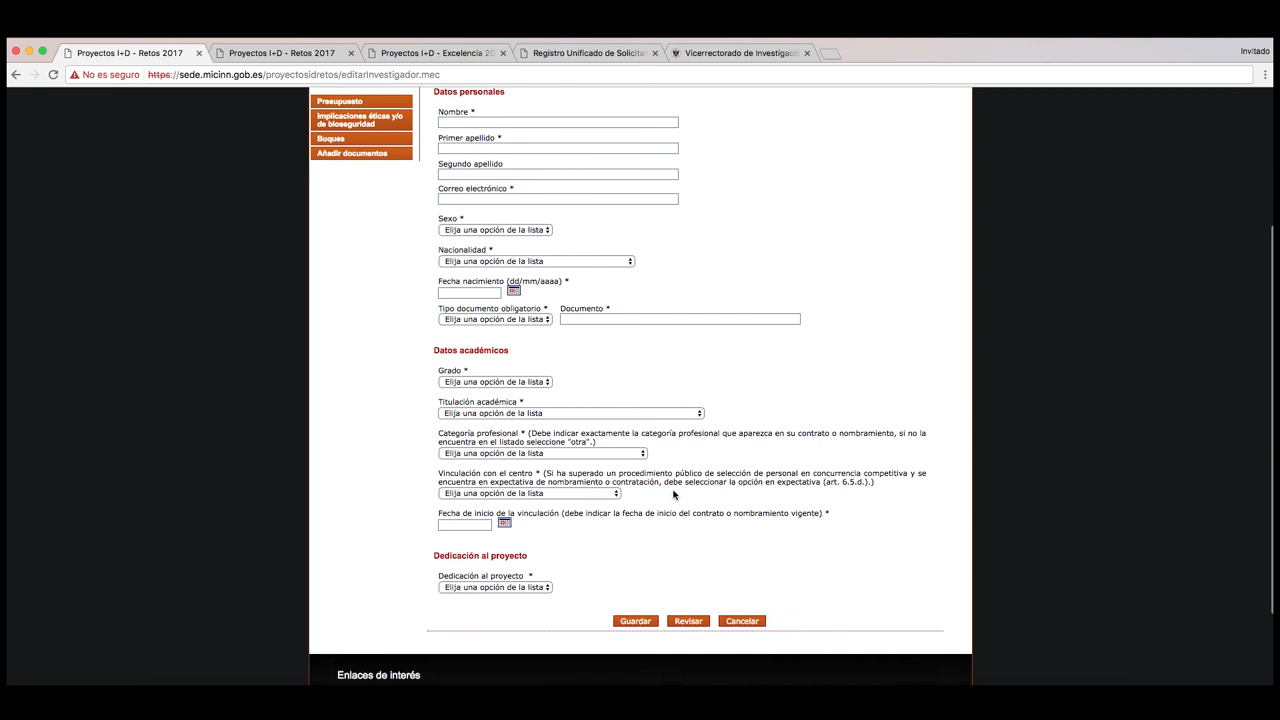 Proyectos I+D - Retos 2017
Proyectos I+D - Retos 2017
Proyectos I+D - Excelencia 20
Registro Unificado de Solicitan
Vicerrectorado de Investigació
Invitado
No es seguro https://sede.micinn.gob.es/proyectosidretos/editarInvestigador.mec
Presupuesto
Implicaciones éticas y/o
de bioseguridad
Buques
Añadir documentos
Datos personales
Nombre *
Primer apellido *
Segundo apellido
Correo electrónico *
Sexo *
Elija una opción de la lista
Nacionalidad *
Elija una opción de la lista
Fecha nacimiento (dd/mm/aaaa) *
Tipo documento obligatorio * Documento *
Elija una opción de la lista
Datos académicos
Grado *
Elija una opción de la lista
Titulación académica *
Elija una opción de la lista
Categoría profesional * (Debe indicar exactamente la categoría profesional que aparezca en su contrato o nombramiento, si no la
encuentra en el listado seleccione "otra".)
Elija una opción de la lista
Vinculación con el centro * (Si ha superado un procedimiento público de selección de personal en concurrencia competitiva y se
encuentra en expectativa de nombramiento o contratación, debe seleccionar la opción en expectativa (art. 6.5.d.).)
Elija una opción de la lista
Fecha de inicio de la vinculación (debe indicar la fecha de inicio del contrato o nombramiento vigente) *
Dedicación al proyecto
Dedicación al proyecto *
Elija una opción de la lista
Guardar Revisar Cancelar
Enlaces de interés